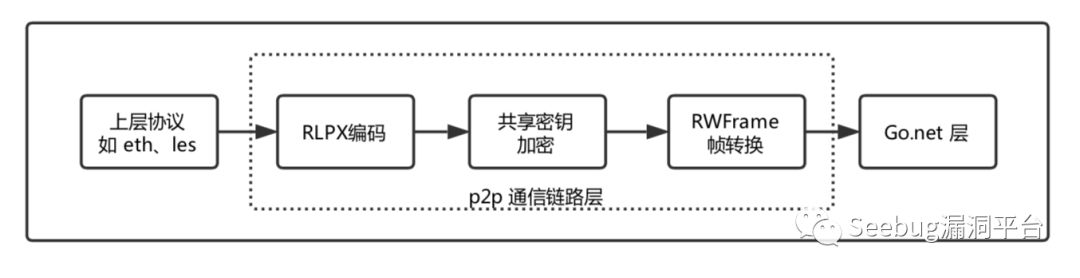 上层协议
如 eth、les
RLPX编码
共享密钥
加密
RWFrame
帧转换
Go.net 层
p2p 通信链路层
Seebug漏洞平台